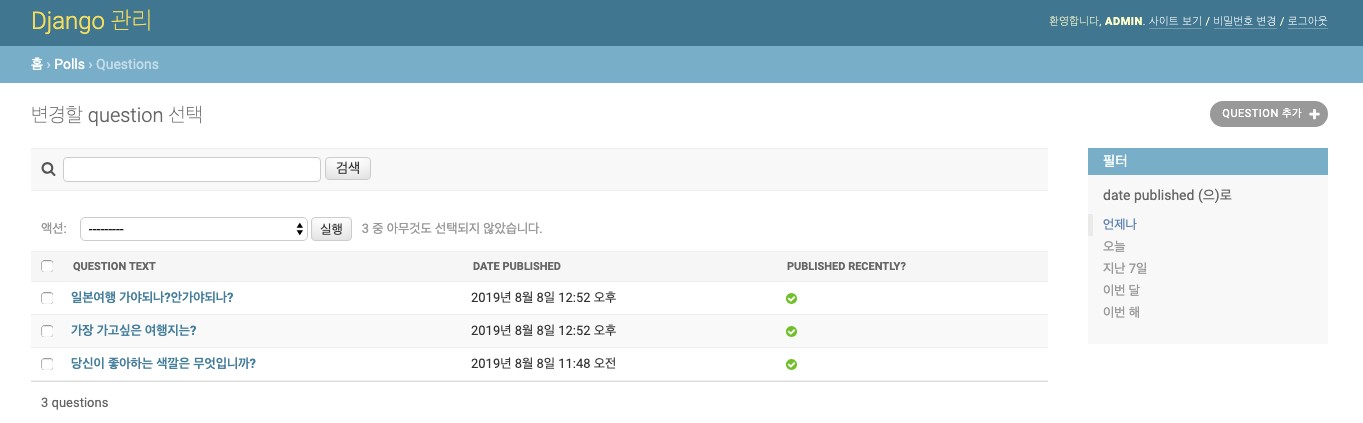 Django 관리
환영합니다, ADMIN. 사이트 보기 / 비밀번호 변경 / 로그아웃
홈 › Polls › Questions
변경할 question 선택
QUESTION 추가 +
검색
액션: --------- 실행 3 중 아무것도 선택되지 않았습니다.
QUESTION TEXT DATE PUBLISHED PUBLISHED RECENTLY?
일본여행 가야되나?안가야되나? 2019년 8월 8일 12:52 오후
가장 가고싶은 여행지는? 2019년 8월 8일 12:52 오후
당신이 좋아하는 색깔은 무엇입니까? 2019년 8월 8일 11:48 오전
3 questions
필터
date published (으)로
언제나
오늘
지난 7일
이번 달
이번 해